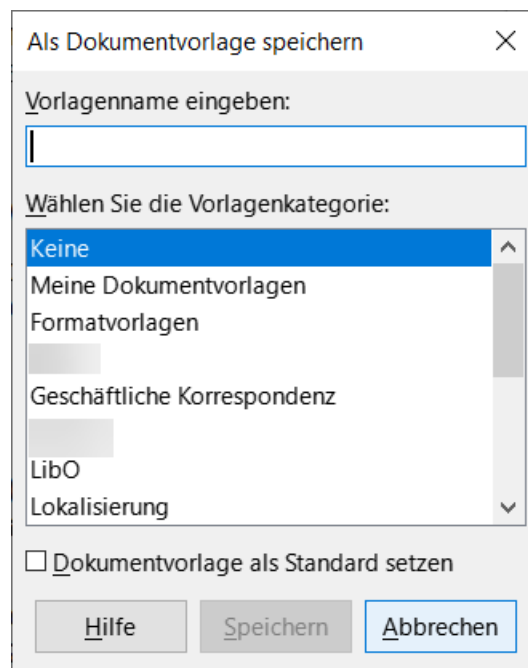 Als Dokumentvorlage speichern
Vorlagenname eingeben:
Wählen Sie die Vorlagenkategorie:
Keine
Meine Dokumentvorlagen
Formatvorlagen
Geschäftliche Korrespondenz
LibO
Lokalisierung
Dokumentvorlage als Standard setzen
Hilfe Speichern Abbrechen